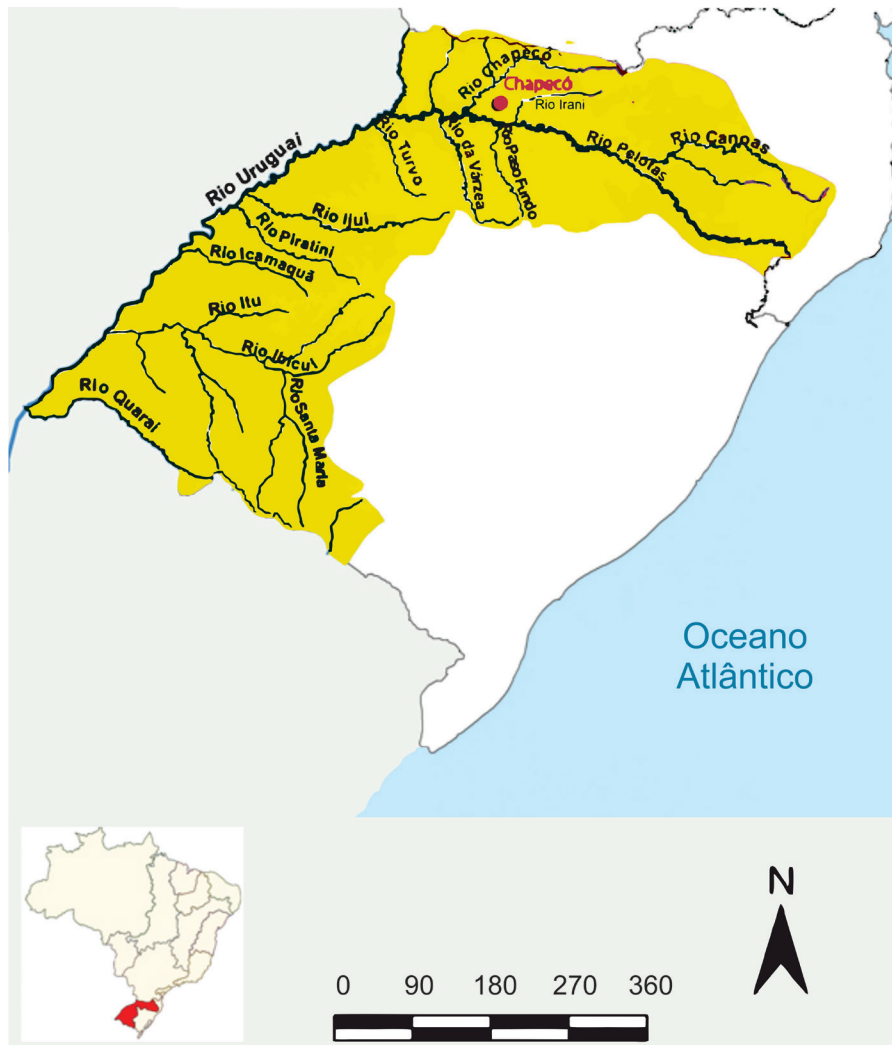 Rio Chapecó
Chapecó
Rio Irani
Rio Canoas
Rio Pelotas
Rio Paso Fundo
Rio da Várzea
Rio Turvo
Rio Uruguai
Rio Ijuí
Rio Piratini
Rio Icamaquã
Rio Itu
Rio Ibicuí
Rio Santa Maria
Rio Quaraí
Oceano
Atlântico
N
0 90 180 270 360